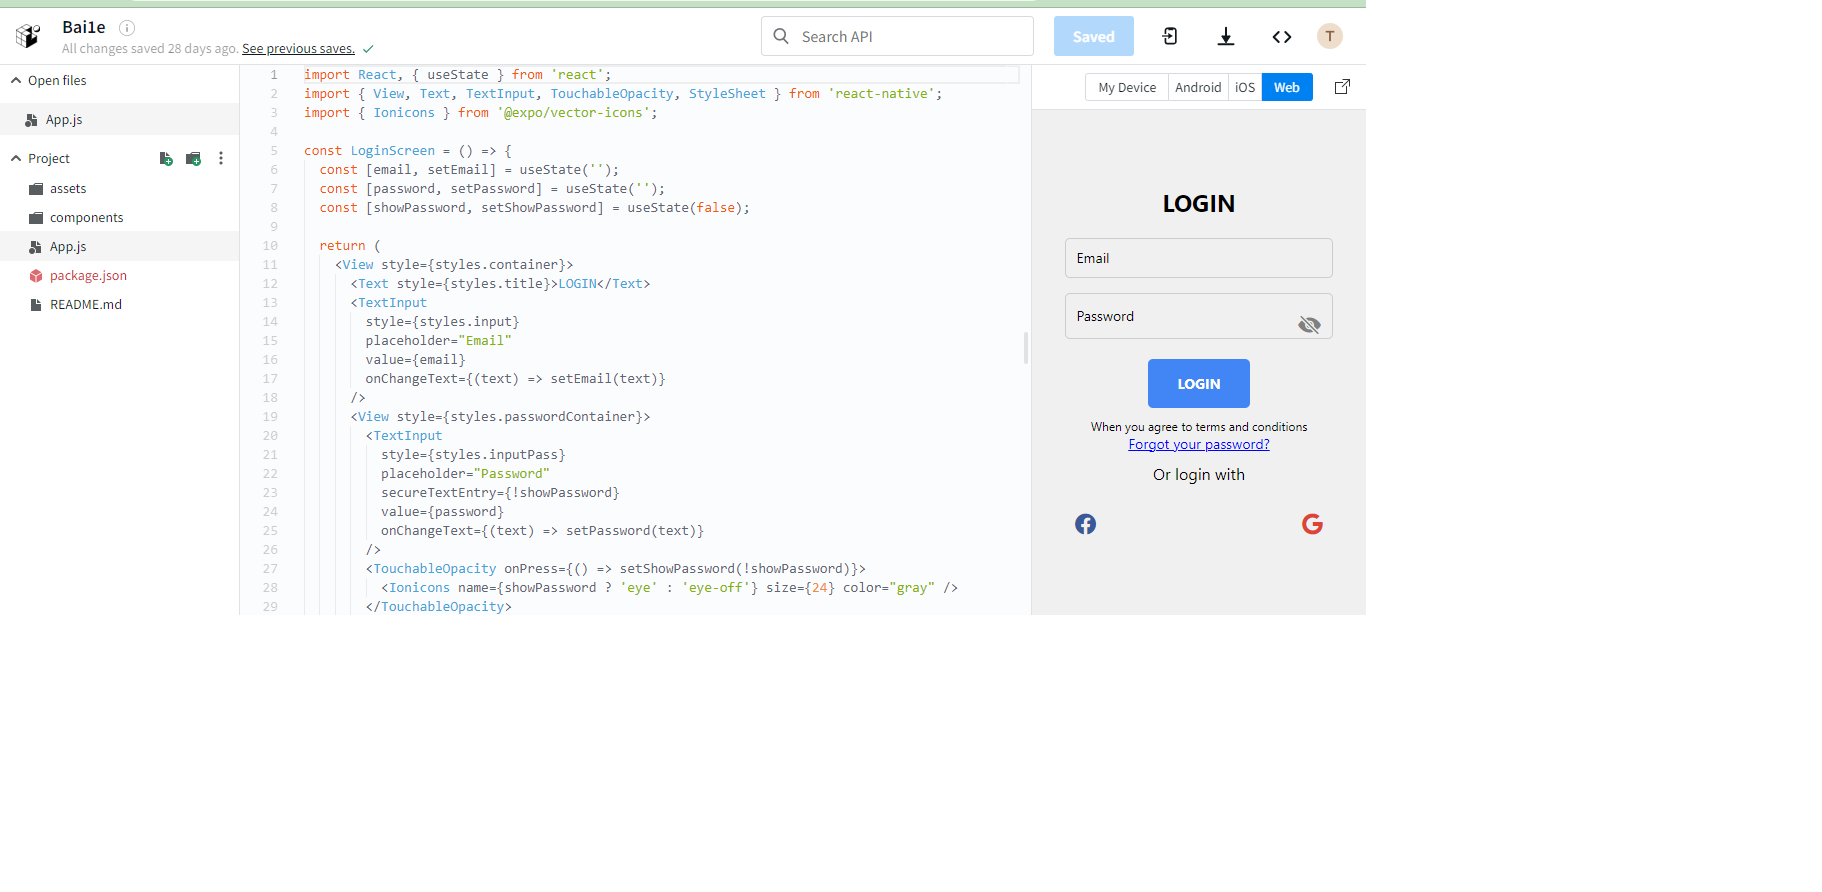 Bai1e
All changes saved 28 days ago. See previous saves.
Search API
Saved
T
Open files
App.js
Project
assets
components
App.js
package.json
README.md
1 import React, { useState } from 'react';
2 import { View, Text, TextInput, TouchableOpacity, StyleSheet } from 'react-native';
3 import { Ionicons } from '@expo/vector-icons';
4
5 const LoginScreen = () => {
6 const [email, setEmail] = useState('');
7 const [password, setPassword] = useState('');
8 const [showPassword, setShowPassword] = useState(false);
9
10 return (
11 <View style={styles.container}>
12 <Text style={styles.title}>LOGIN</Text>
13 <TextInput
14 style={styles.input}
15 placeholder="Email"
16 value={email}
17 onChangeText={(text) => setEmail(text)}
18 />
19 <View style={styles.passwordContainer}>
20 <TextInput
21 style={styles.inputPass}
22 placeholder="Password"
23 secureTextEntry={!showPassword}
24 value={password}
25 onChangeText={(text) => setPassword(text)}
26 />
27 <TouchableOpacity onPress={() => setShowPassword(!showPassword)}>
28 <Ionicons name={showPassword ? 'eye' : 'eye-off'} size={24} color="gray" />
29 </TouchableOpacity>
My Device Android iOS Web
LOGIN
Email
Password
LOGIN
When you agree to terms and conditions
Forgot your password?
Or login with